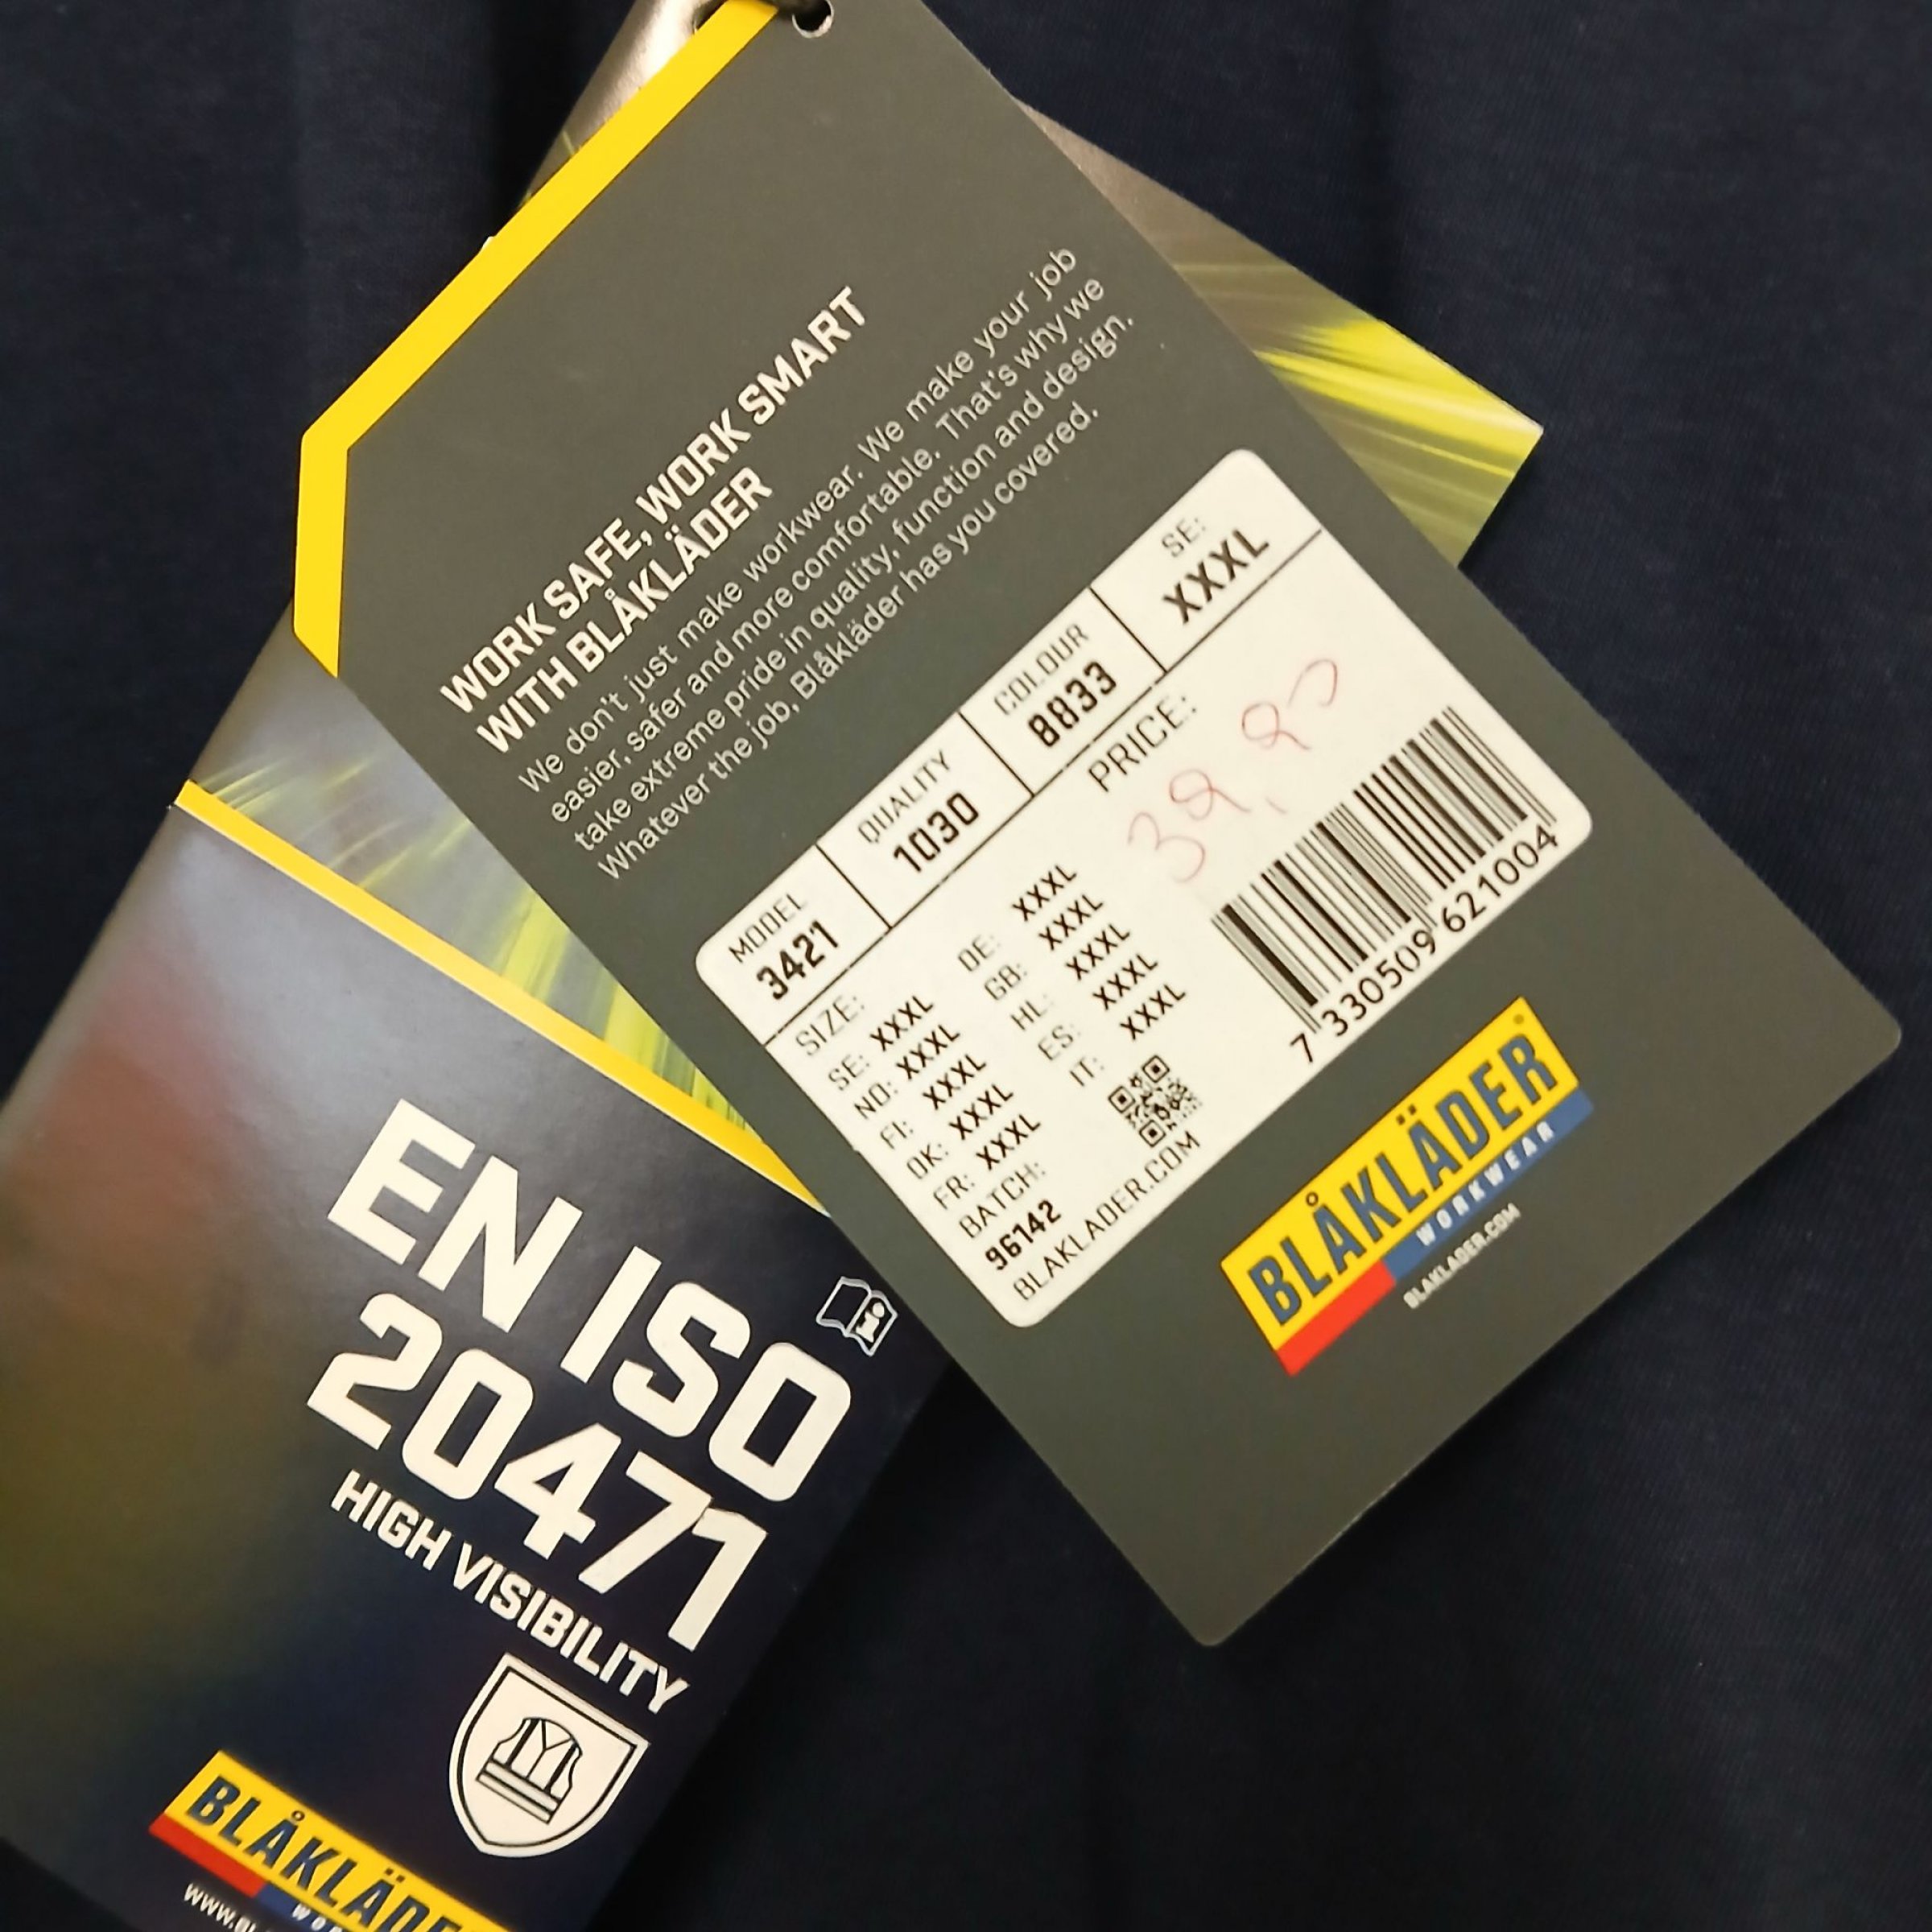 WORK SAFE, WORK SMART
WITH BLÅKLÄDER
We don't just make workwear. We make your job
easier, safer and more comfortable. That's why we
take extreme pride in quality, function and design.
Whatever the job, Blåkläder has you covered.
MODEL QUALITY COLOUR SE:
3421 1030 8833 XXXL
SIZE: PRICE:
SE: XXXL DE: XXXL
NO: XXXL GB: XXXL
FI: XXXL HL: XXXL
DK: XXXL ES: XXXL
FR: XXXL IT: XXXL
BATCH:
96142
BLAKLADER.COM
7 330509 621004
BLÅKLÄDER
WORKWEAR
BLAKLADER.COM
EN ISO
20471
HIGH VISIBILITY
BLÅKLÄDE